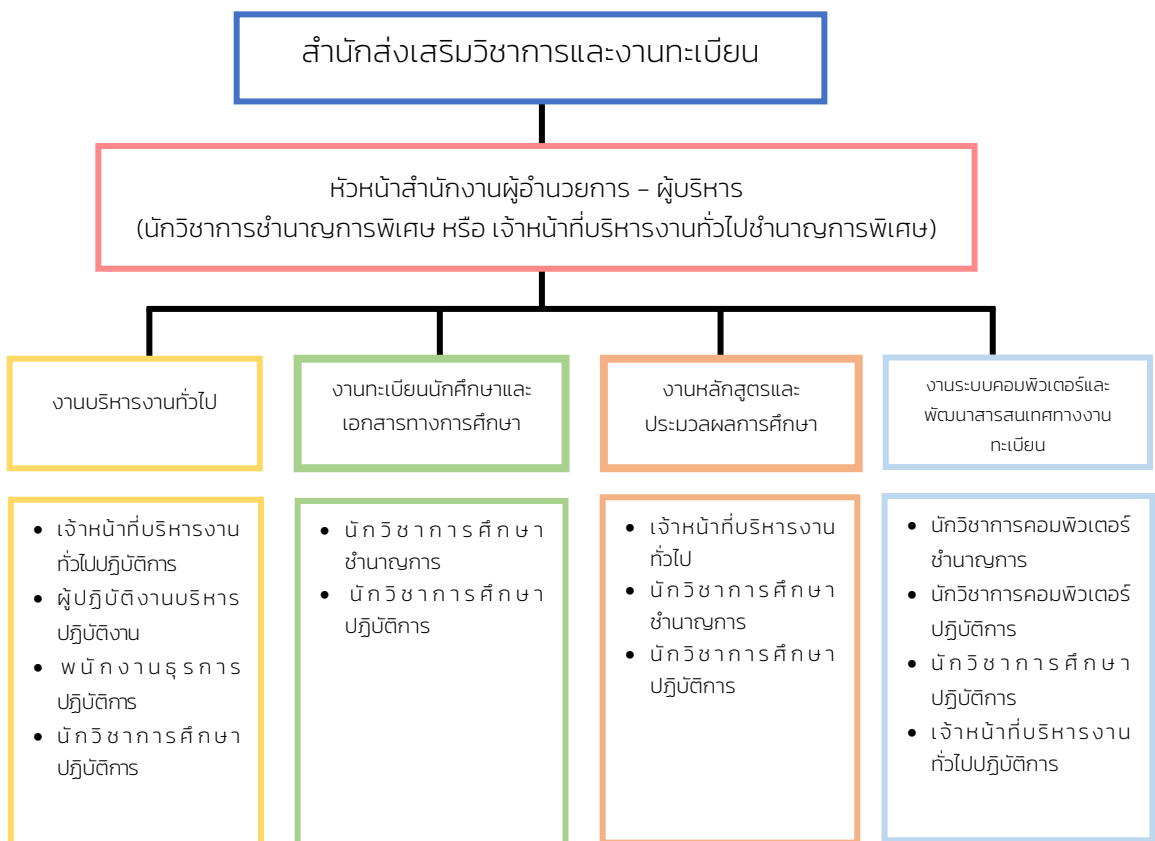 สำนักส่งเสริมวิชาการและงานทะเบียน
หัวหน้าสำนักงานผู้อำนวยการ – ผู้บริหาร
(นักวิชาการชำนาญการพิเศษ หรือ เจ้าหน้าที่บริหารงานทั่วไปชำนาญการพิเศษ)
งานบริหารงานทั่วไป
งานทะเบียนนักศึกษาและ
เอกสารทางการศึกษา
งานหลักสูตรและ
ประมวลผลการศึกษา
งานระบบคอมพิวเตอร์และ
พัฒนาสารสนเทศทางงาน
ทะเบียน
• เจ้าหน้าที่บริหารงาน
ทั่วไปปฏิบัติการ
• ผู้ปฏิบัติงานบริหาร
ปฏิบัติงาน
• พนักงานธุรการ
ปฏิบัติการ
• นักวิชาการศึกษา
ปฏิบัติการ
• นักวิชาการศึกษา
ชำนาญการ
• นักวิชาการศึกษา
ปฏิบัติการ
• เจ้าหน้าที่บริหารงาน
ทั่วไป
• นักวิชาการศึกษา
ชำนาญการ
• นักวิชาการศึกษา
ปฏิบัติการ
• นักวิชาการคอมพิวเตอร์
ชำนาญการ
• นักวิชาการคอมพิวเตอร์
ปฏิบัติการ
• นักวิชาการศึกษา
ปฏิบัติการ
• เจ้าหน้าที่บริหารงาน
ทั่วไปปฏิบัติการ